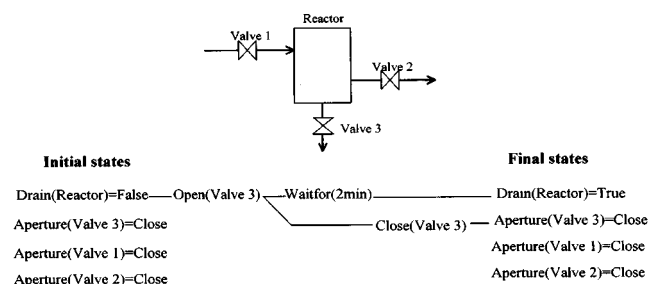 Reactor
Valve 1
Valve 2
Valve 3
Initial states
Final states
Drain(Reactor)=False Open(Valve 3) Waitfor(2min) Drain(Reactor)=True
Aperture(Valve 3)=Close Close(Valve 3) Aperture(Valve 3)=Close
Aperture(Valve 1)=Close Aperture(Valve 1)=Close
Aperture(Valve 2)=Close Aperture(Valve 2)=Close